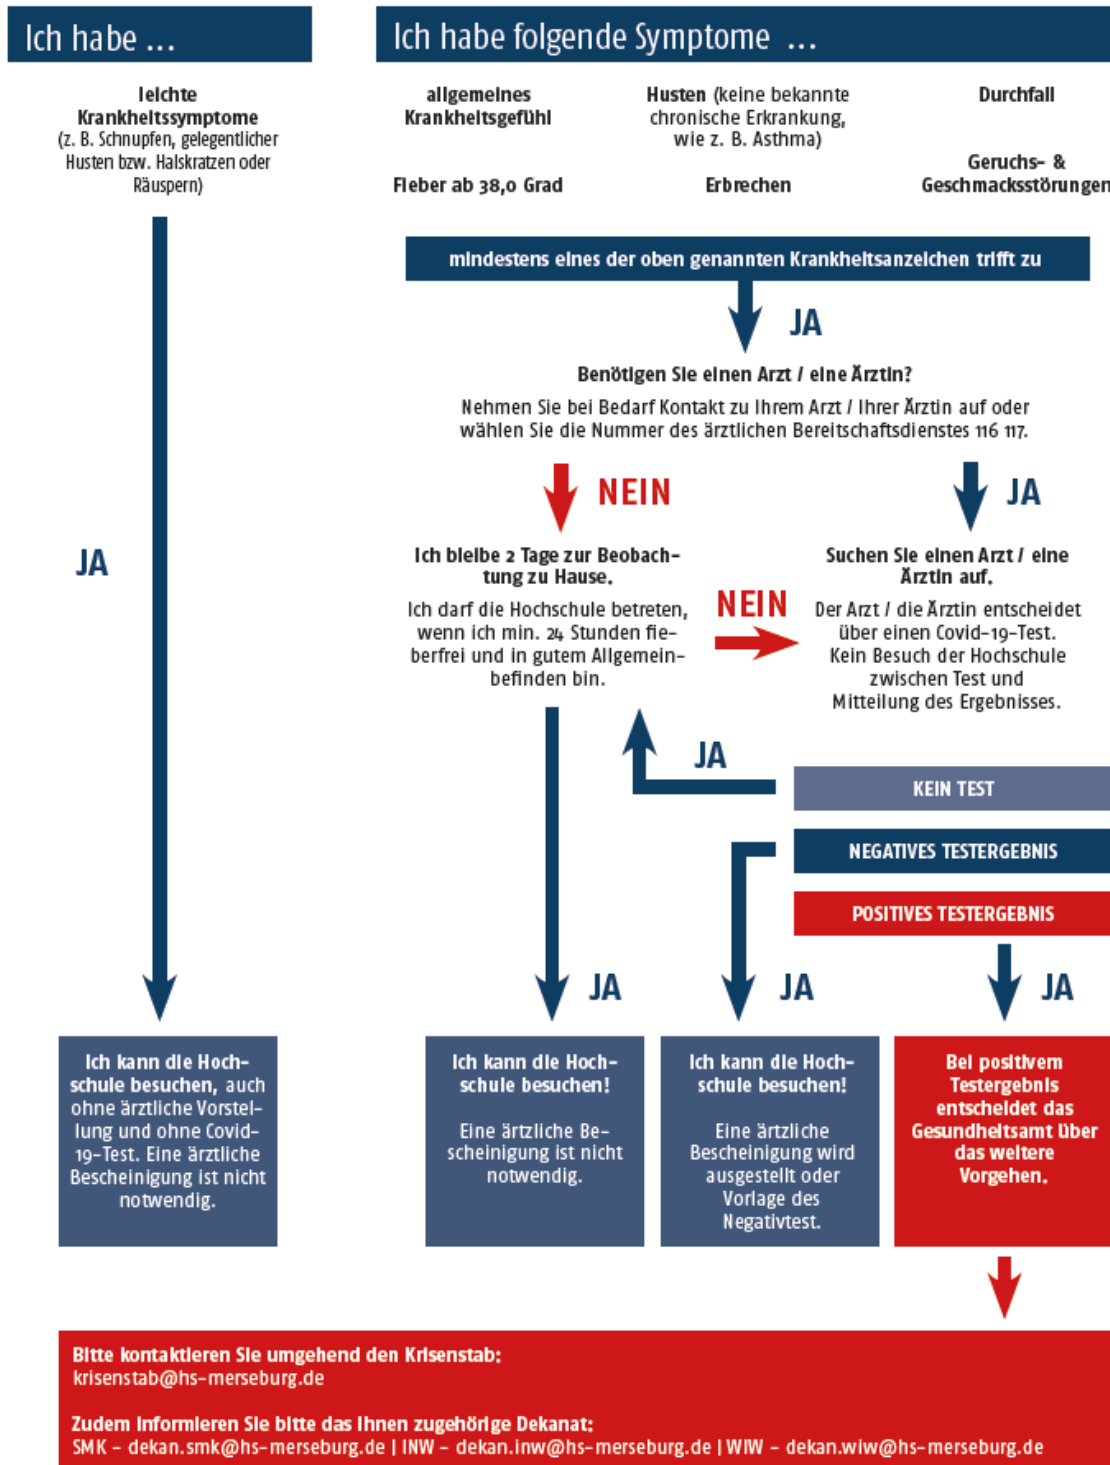 Ich habe ...
Ich habe folgende Symptome ...
leichte
Krankheitssymptome
(z. B. Schnupfen, gelegentlicher
Husten bzw. Halskratzen oder
Räuspern)
allgemeines
Krankheitsgefühl
Husten (keine bekannte
chronische Erkrankung,
wie z. B. Asthma)
Durchfall
Fieber ab 38,0 Grad
Erbrechen
Geruchs- &
Geschmacksstörungen
mindestens eines der oben genannten Krankheitsanzeichen trifft zu
JA
Benötigen Sie einen Arzt / eine Ärztin?
Nehmen Sie bei Bedarf Kontakt zu Ihrem Arzt / Ihrer Ärztin auf oder
wählen Sie die Nummer des ärztlichen Bereitschaftsdienstes 116 117.
NEIN
JA
JA
Ich bleibe 2 Tage zur Beobach-
tung zu Hause.
Ich darf die Hochschule betreten,
wenn ich min. 24 Stunden fie-
berfrei und in gutem Allgemein-
befinden bin.
NEIN
Suchen Sie einen Arzt / eine
Ärztin auf.
Der Arzt / die Ärztin entscheidet
über einen Covid-19-Test.
Kein Besuch der Hochschule
zwischen Test und
Mitteilung des Ergebnisses.
JA
KEIN TEST
NEGATIVES TESTERGEBNIS
POSITIVES TESTERGEBNIS
JA
JA
JA
Ich kann die Hoch-
schule besuchen, auch
ohne ärztliche Vorstel-
lung und ohne Covid-
19-Test. Eine ärztliche
Bescheinigung ist nicht
notwendig.
Ich kann die Hoch-
schule besuchen!
Eine ärtzliche Be-
scheinigung ist nicht
notwendig.
Ich kann die Hoch-
schule besuchen!
Eine ärtzliche
Bescheinigung wird
ausgestellt oder
Vorlage des
Negativtest.
Bei positivem
Testergebnis
entscheidet das
Gesundheitsamt über
das weitere
Vorgehen.
Bitte kontaktieren Sie umgehend den Krisenstab:
krisenstab@hs-merseburg.de
Zudem informieren Sie bitte das Ihnen zugehörige Dekanat:
SMK - dekan.smk@hs-merseburg.de | INW - dekan.inw@hs-merseburg.de | WIW - dekan.wiw@hs-merseburg.de